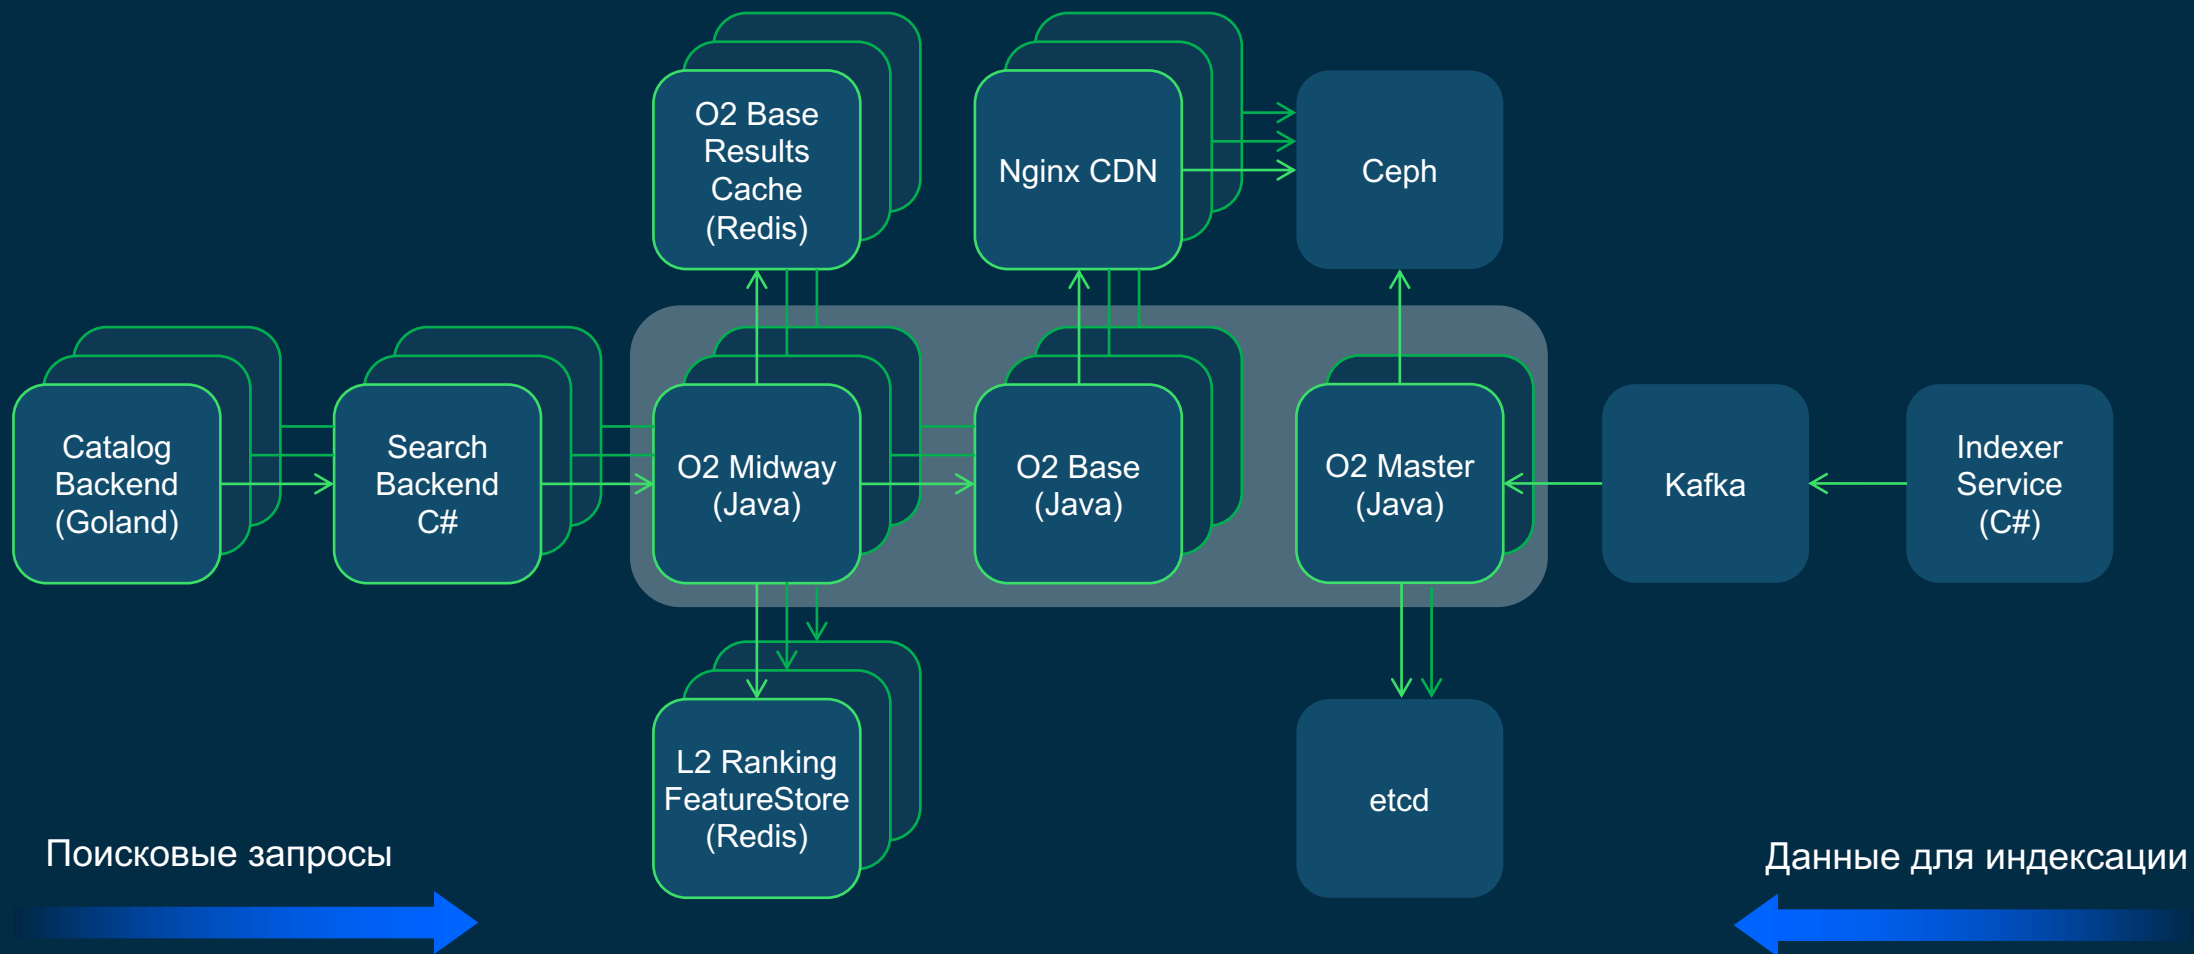 O2 Base
Results
Cache
(Redis)
Nginx CDN
Ceph
Catalog
Backend
(Goland)
Search
Backend
C#
O2 Midway
(Java)
O2 Base
(Java)
O2 Master
(Java)
Kafka
Indexer
Service
(C#)
L2 Ranking
FeatureStore
(Redis)
etcd
Поисковые запросы
Данные для индексации